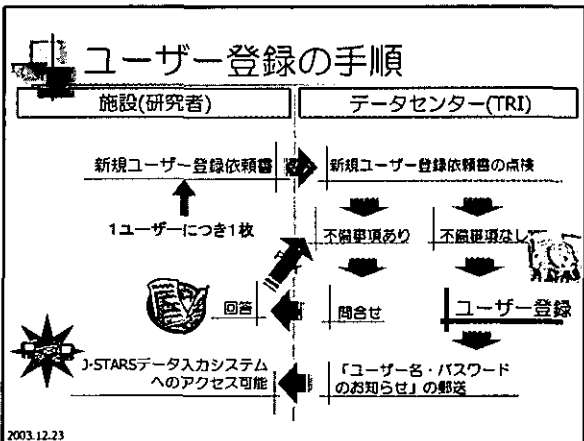 ユーザー登録の手順
施設(研究者)
データセンター(TRI)
新規ユーザー登録依頼書
新規ユーザー登録依頼書の点検
1ユーザーにつき1枚
不備事項あり
不備事項なし
回答
問合せ
ユーザー登録
J-STARSデータ入力システム
へのアクセス可能
「ユーザー名・パスワード
のお知らせ」の郵送
2003.12.23